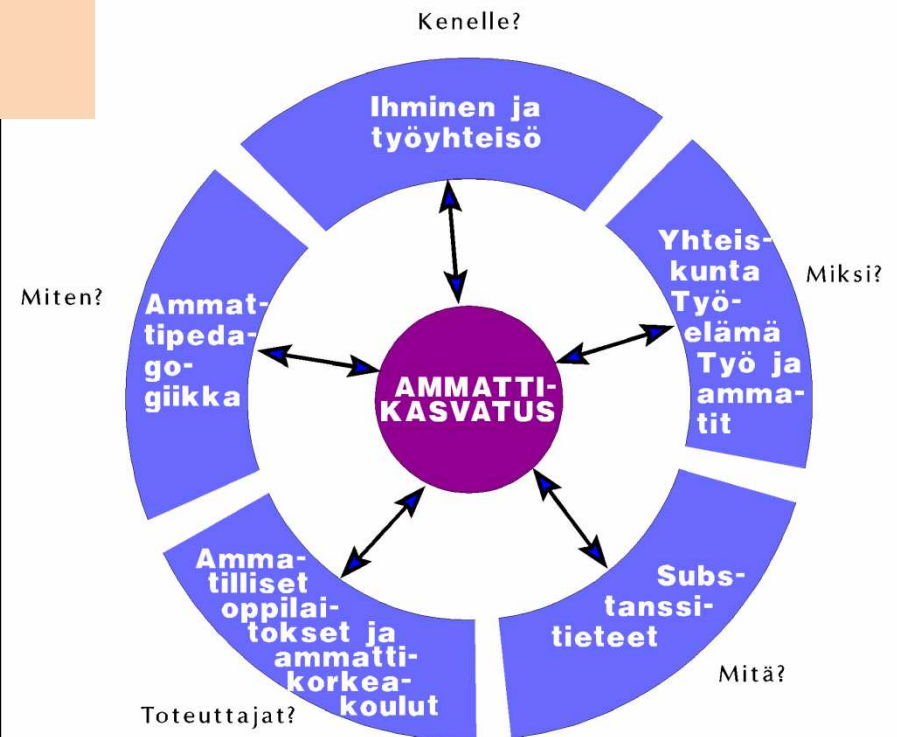 Kenelle?
Ihminen ja
työyhteisö
Yhteis-
kunta
Työ-
elämä
Työ ja
amma-
tit
Miksi?
Miten?
Ammat-
tipeda-
go-
giikka
AMMATTI-
KASVATUS
Amma-
tilliset
oppilai-
tokset ja
ammatti-
korkea-
koulut
Toteuttajat?
Subs-
tanssi-
tieteet
Mitä?